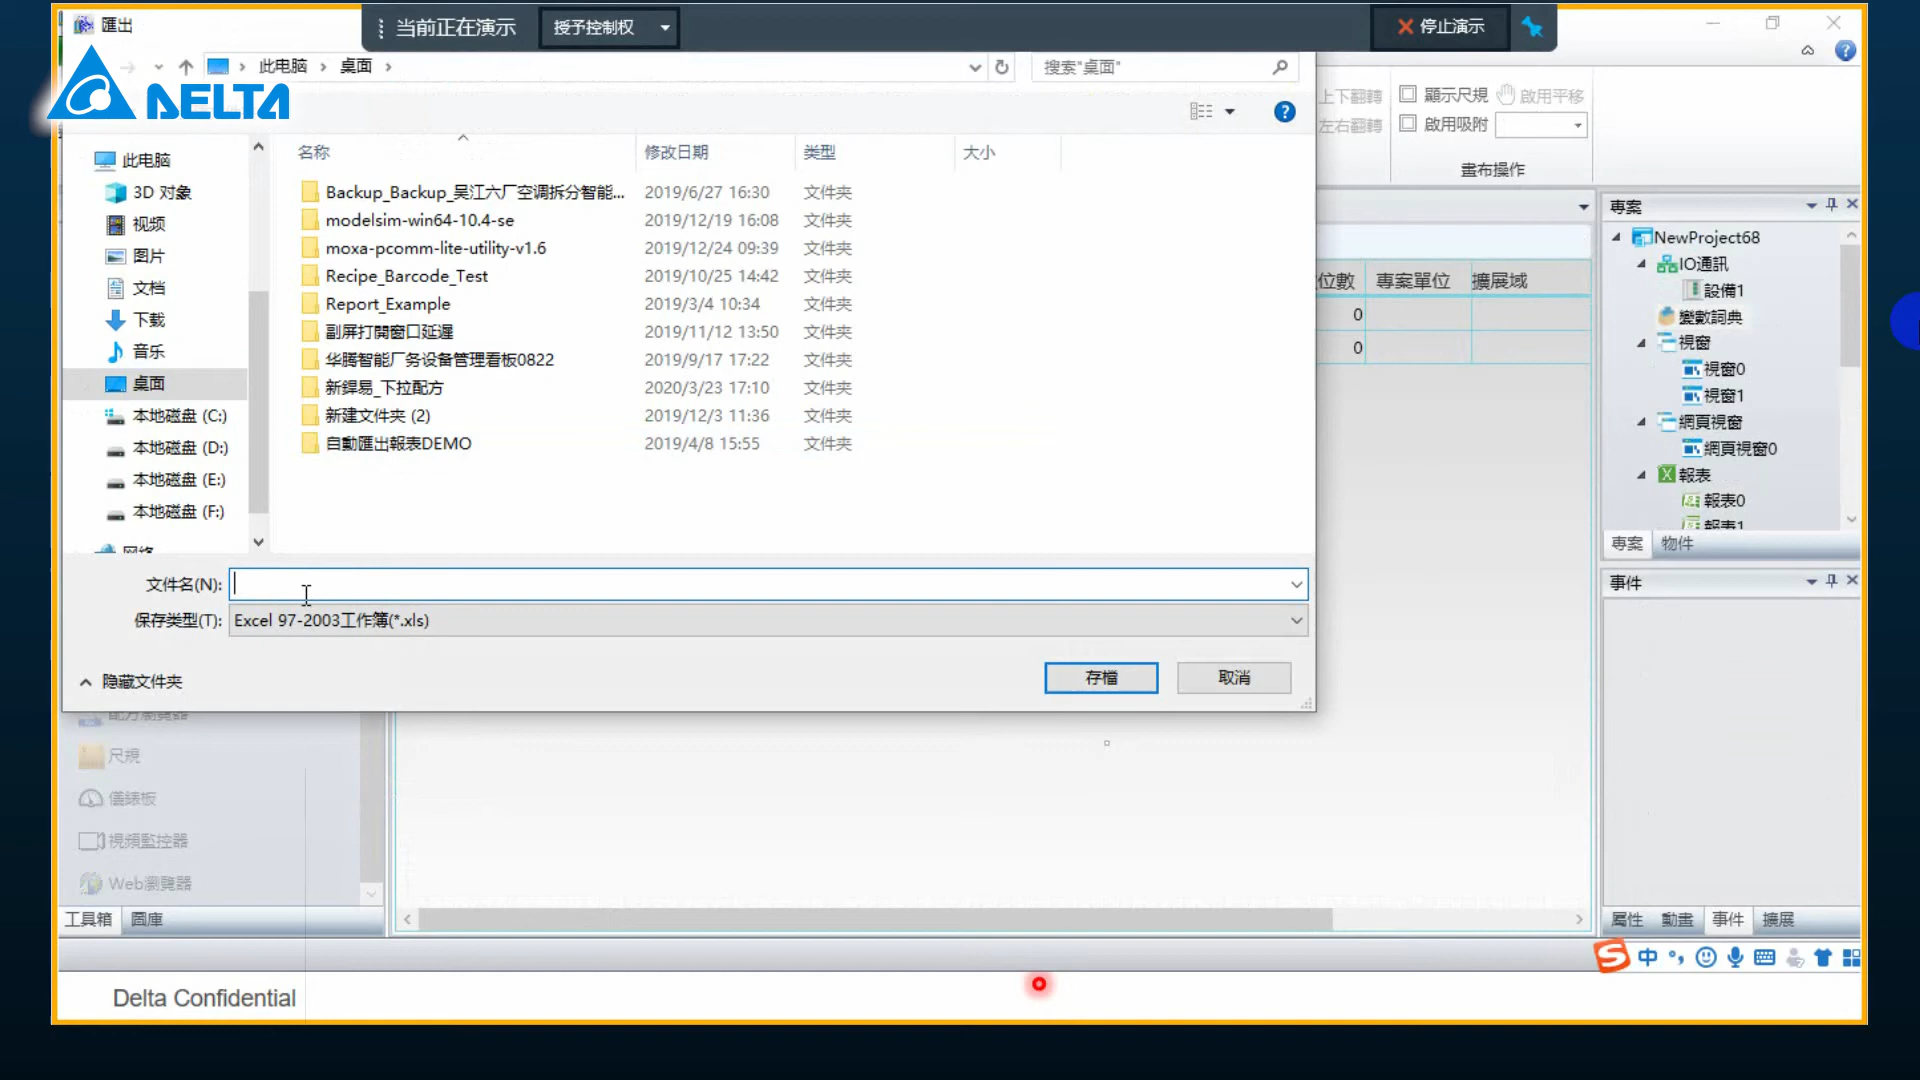 匯出
当前正在演示
授予控制权
停止演示
此电脑 › 桌面 ›
搜索"桌面"
DELTA
上下翻轉
顯示尺規
啟用平移
左右翻轉
啟用吸附
畫布操作
名称
修改日期
类型
大小
此电脑
3D 对象
视频
图片
文档
下载
音乐
桌面
本地磁盘 (C:)
本地磁盘 (D:)
本地磁盘 (E:)
本地磁盘 (F:)
网络
Backup_Backup_吴江六厂空调拆分智能... 2019/6/27 16:30 文件夹
modelsim-win64-10.4-se 2019/12/19 16:08 文件夹
moxa-pcomm-lite-utility-v1.6 2019/12/24 09:39 文件夹
Recipe_Barcode_Test 2019/10/25 14:42 文件夹
Report_Example 2019/3/4 10:34 文件夹
副屏打開窗口延遲 2019/11/12 13:50 文件夹
华腾智能厂务设备管理看板0822 2019/9/17 17:22 文件夹
新銲易_下拉配方 2020/3/23 17:10 文件夹
新建文件夹 (2) 2019/12/3 11:36 文件夹
自動匯出報表DEMO 2019/4/8 15:55 文件夹
文件名(N):
保存类型(T): Excel 97-2003工作簿(*.xls)
隐藏文件夹
存檔
取消
位數 專案單位 擴展域
0
0
專案
NewProject68
IO通訊
設備1
變數詞典
視窗
視窗0
視窗1
網頁視窗
網頁視窗0
報表
報表0
報表1
專案 物件
事件
配方瀏覽器
尺規
儀錶板
視頻監控器
Web瀏覽器
工具箱 圖庫
屬性 動畫 事件 擴展
中
Delta Confidential